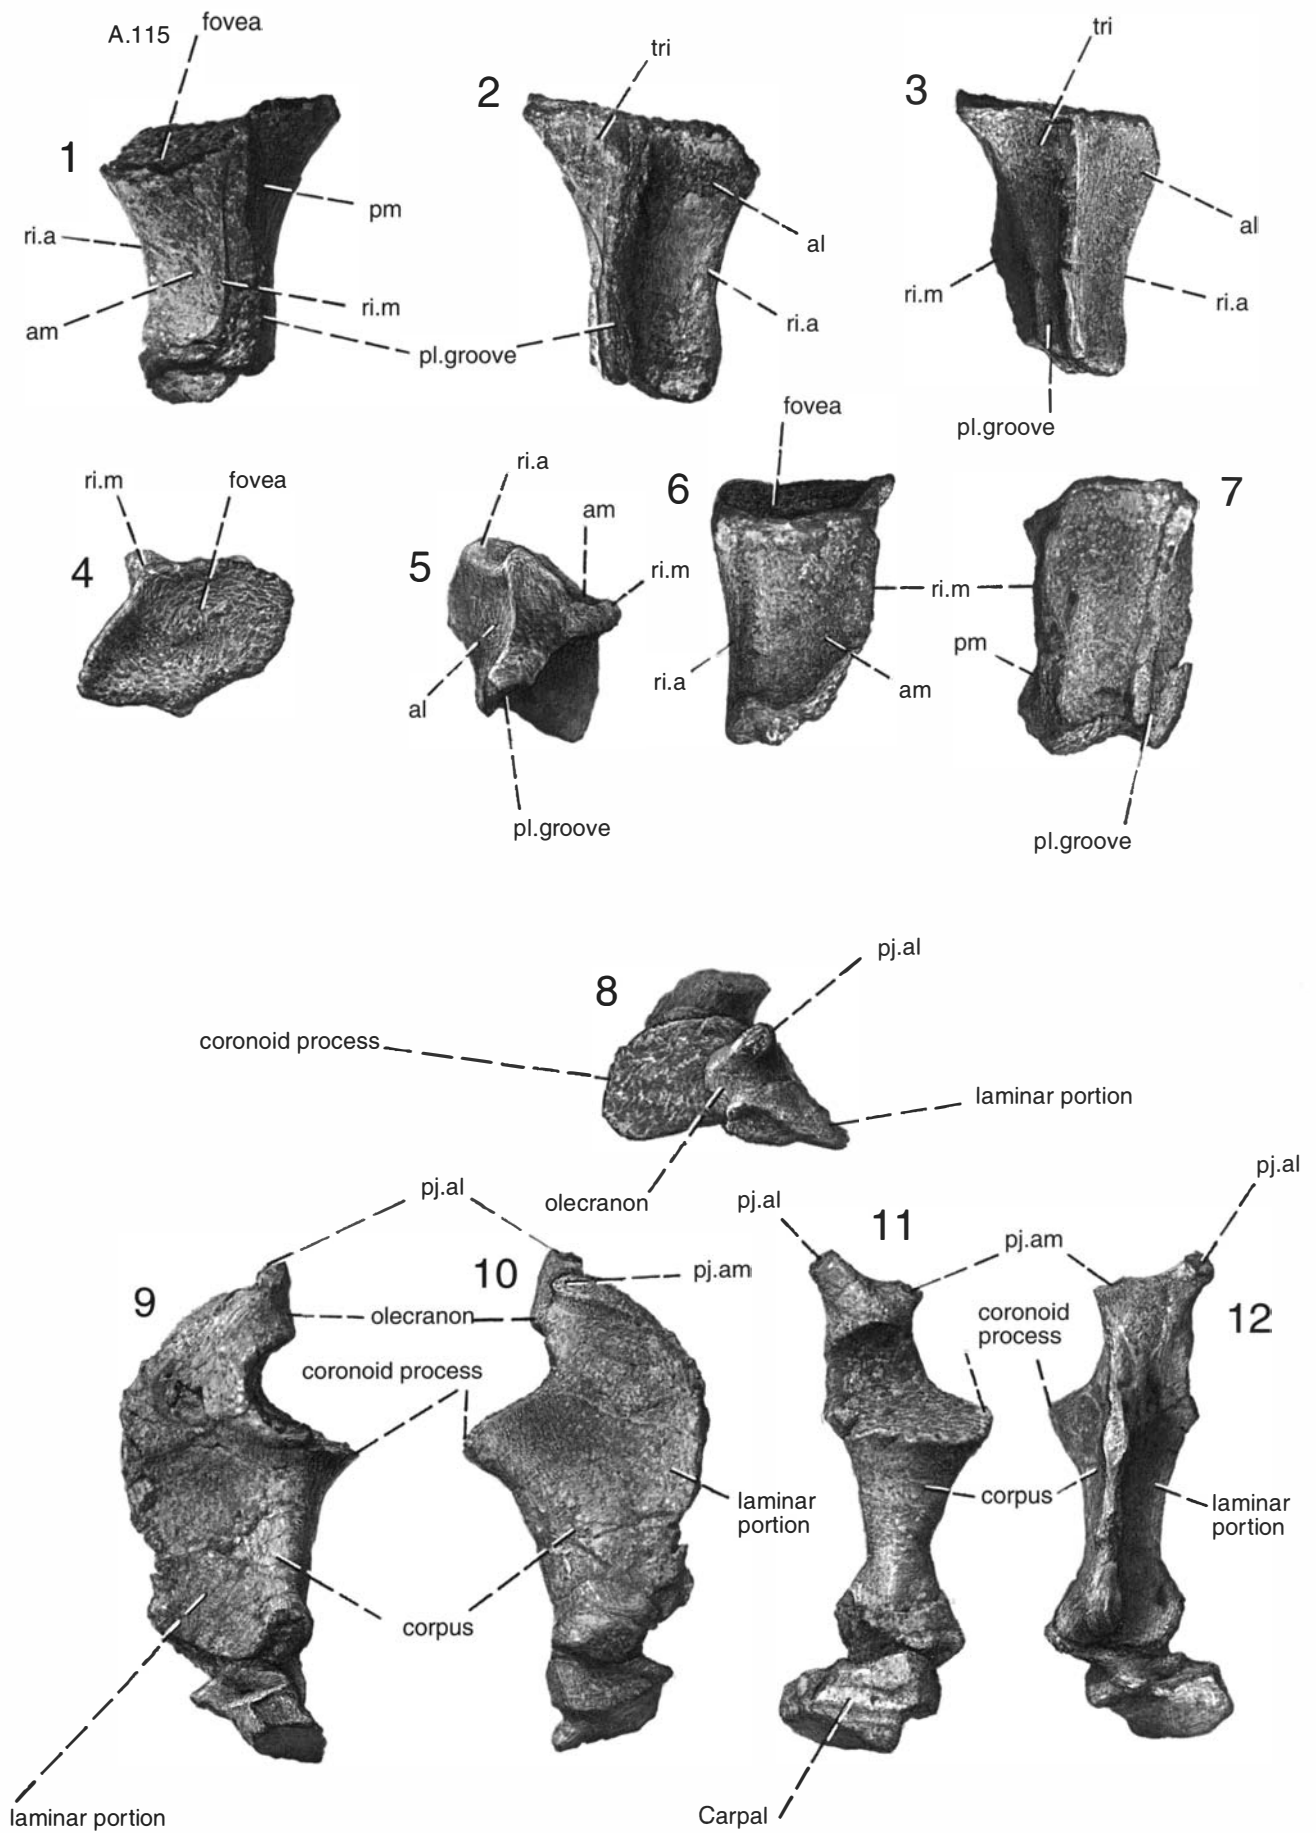 A.115
fovea
tri
tri
1
2
3
pm
ri.a
al
al
ri.m
ri.m
ri.a
am
ri.a
pl.groove
fovea
pl.groove
ri.m
fovea
ri.a
6
7
am
4
5
ri.m
ri.m
pm
ri.a
am
al
pl.groove
pl.groove
pj.al
8
coronoid process
laminar portion
olecranon
pj.al
pj.al
pj.al
11
pj.am
9
10
pj.am
olecranon
coronoid
process
12
coronoid process
laminar
portion
corpus
laminar
portion
corpus
laminar portion
Carpal